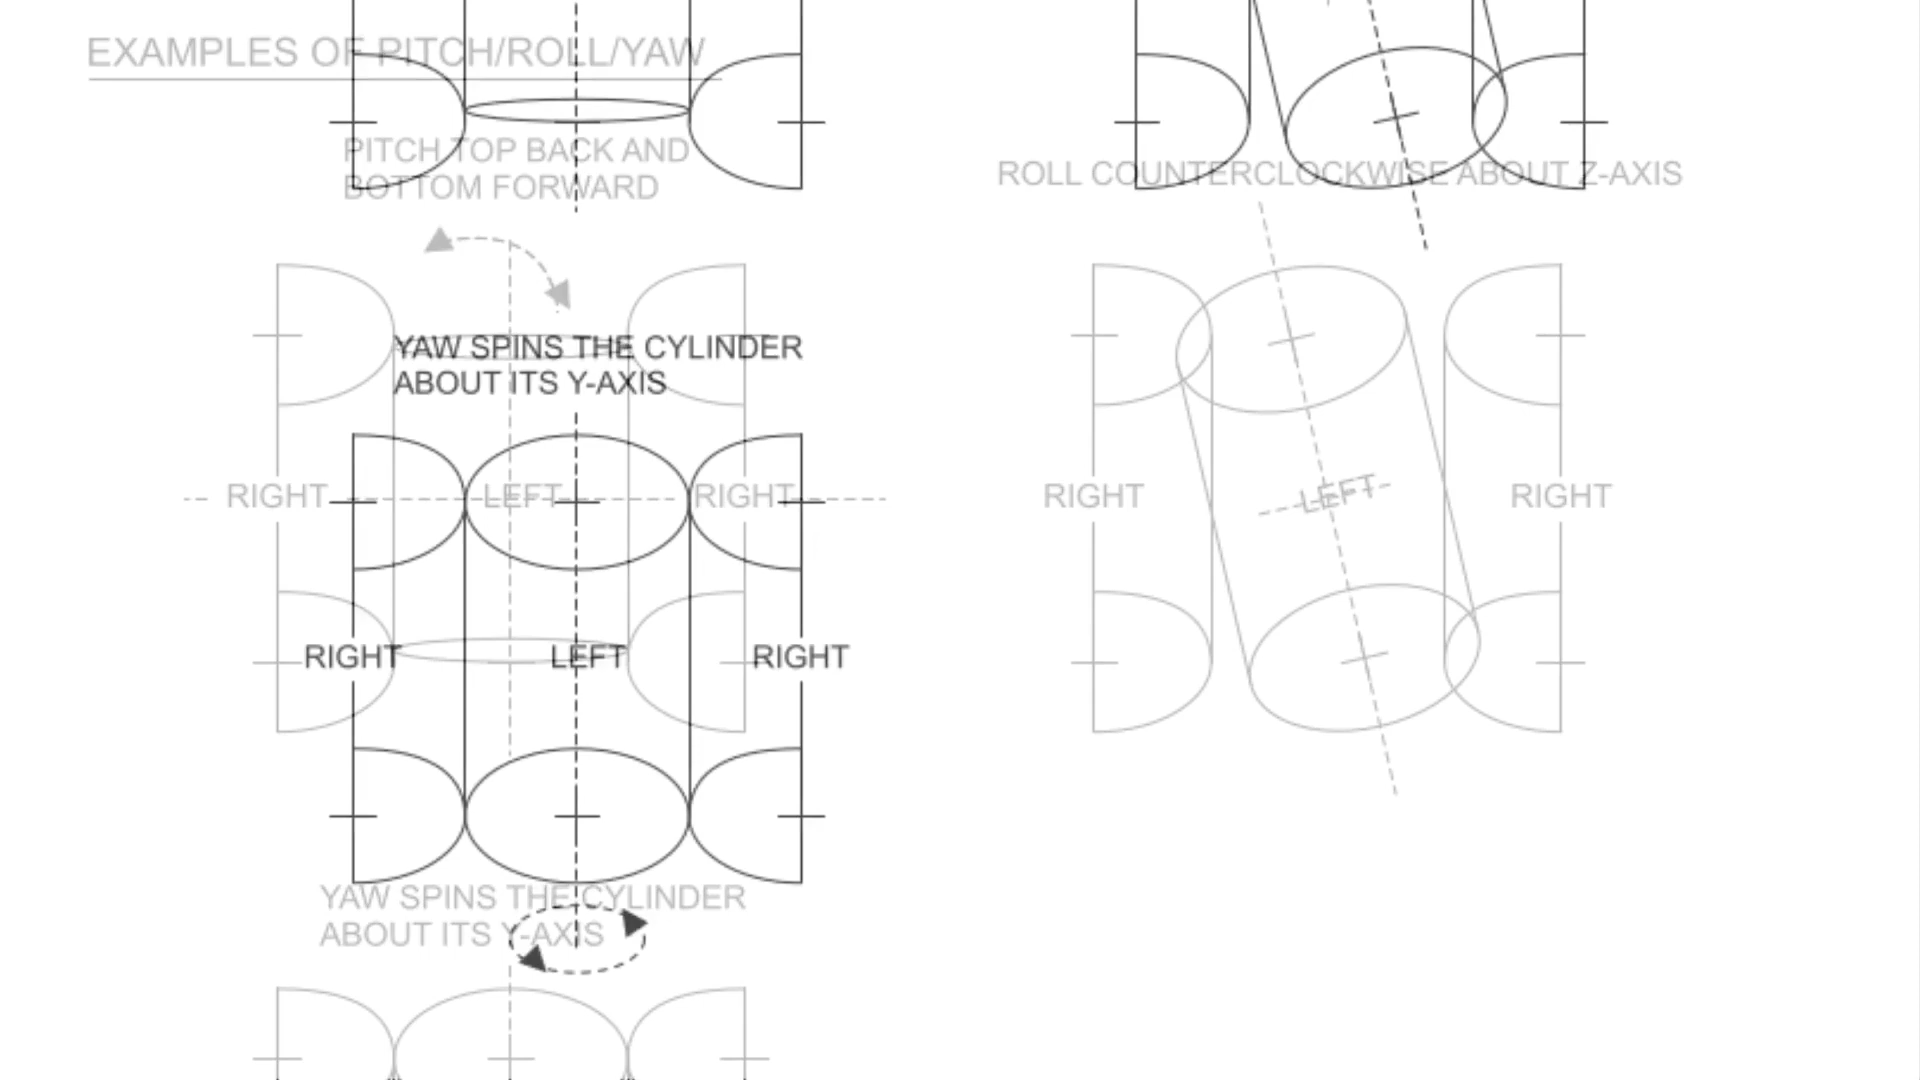 EXAMPLES OF PITCH/ROLL/YAW
PITCH TOP BACK AND
BOTTOM FORWARD
ROLL COUNTERCLOCKWISE ABOUT Z-AXIS
YAW SPINS THE CYLINDER
ABOUT ITS Y-AXIS
RIGHT LEFT RIGHT
RIGHT LEFT RIGHT
RIGHT LEFT RIGHT
YAW SPINS THE CYLINDER
ABOUT ITS Y-AXIS